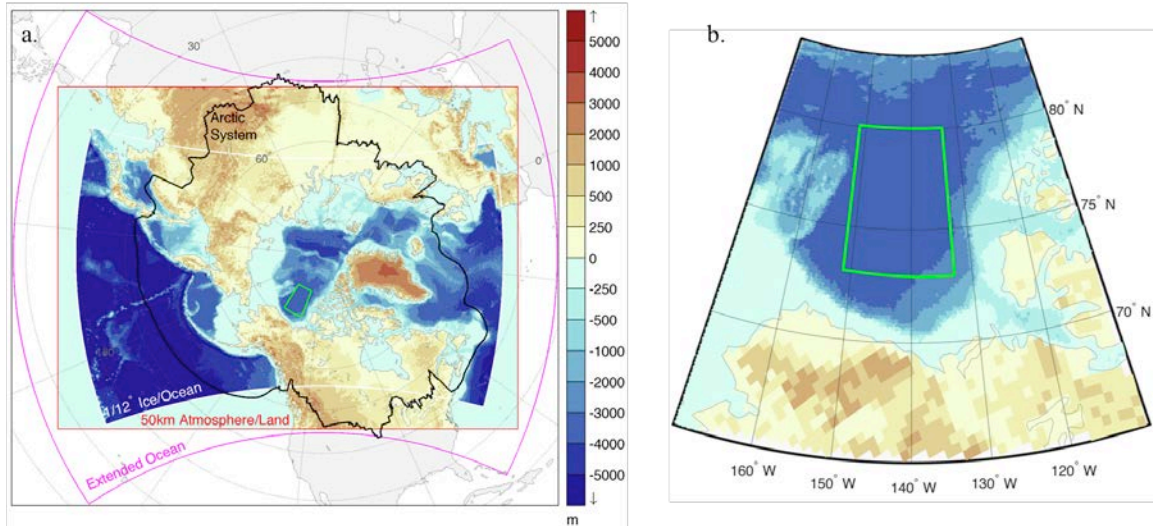 a.
30°
Arctic
System
60°
0°
180°
1/12° Ice/Ocean
50km Atmosphere/Land
Extended Ocean
↑
5000
4000
3000
2000
1000
500
250
0
-250
-500
-1000
-2000
-3000
-4000
-5000
↓
m
b.
80° N
75° N
70° N
160° W
150° W
140° W
130° W
120° W